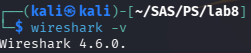 ┌──(kali㉿kali)-[~/SAS/PS/lab8]
└─$ wireshark -v
Wireshark 4.6.0.